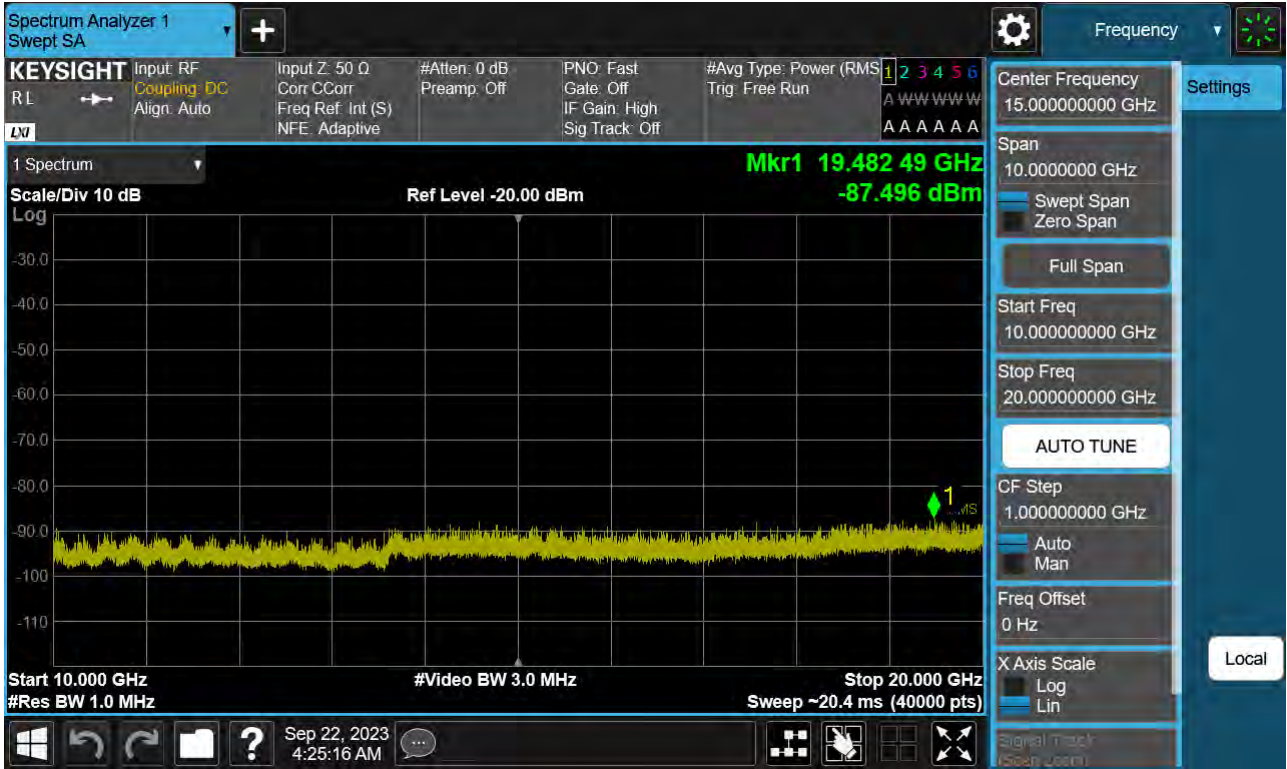 Spectrum Analyzer 1
Swept SA
+
Frequency
KEYSIGHT
R L
LXI
Input: RF
Coupling: DC
Align: Auto
Input Z: 50 Ω
Corr CCorr
Freq Ref: Int (S)
NFE: Adaptive
#Atten: 0 dB
Preamp: Off
PNO: Fast
Gate: Off
IF Gain: High
Sig Track: Off
#Avg Type: Power (RMS
Trig: Free Run
1 2 3 4 5 6
A W W W W W
A A A A A A
1 Spectrum
Scale/Div 10 dB
Ref Level -20.00 dBm
Mkr1 19.482 49 GHz
-87.496 dBm
Log
-30.0
-40.0
-50.0
-60.0
-70.0
-80.0
-90.0
-100
-110
1
Start 10.000 GHz
#Video BW 3.0 MHz
Stop 20.000 GHz
#Res BW 1.0 MHz
Sweep ~20.4 ms (40000 pts)
Center Frequency
15.000000000 GHz
Span
10.0000000 GHz
Swept Span
Zero Span
Full Span
Start Freq
10.000000000 GHz
Stop Freq
20.000000000 GHz
AUTO TUNE
CF Step
1.000000000 GHz
Auto
Man
Freq Offset
0 Hz
X Axis Scale
Log
Lin
Signal Track
(Span Zoom)
Settings
Local
?
Sep 22, 2023
4:25:16 AM